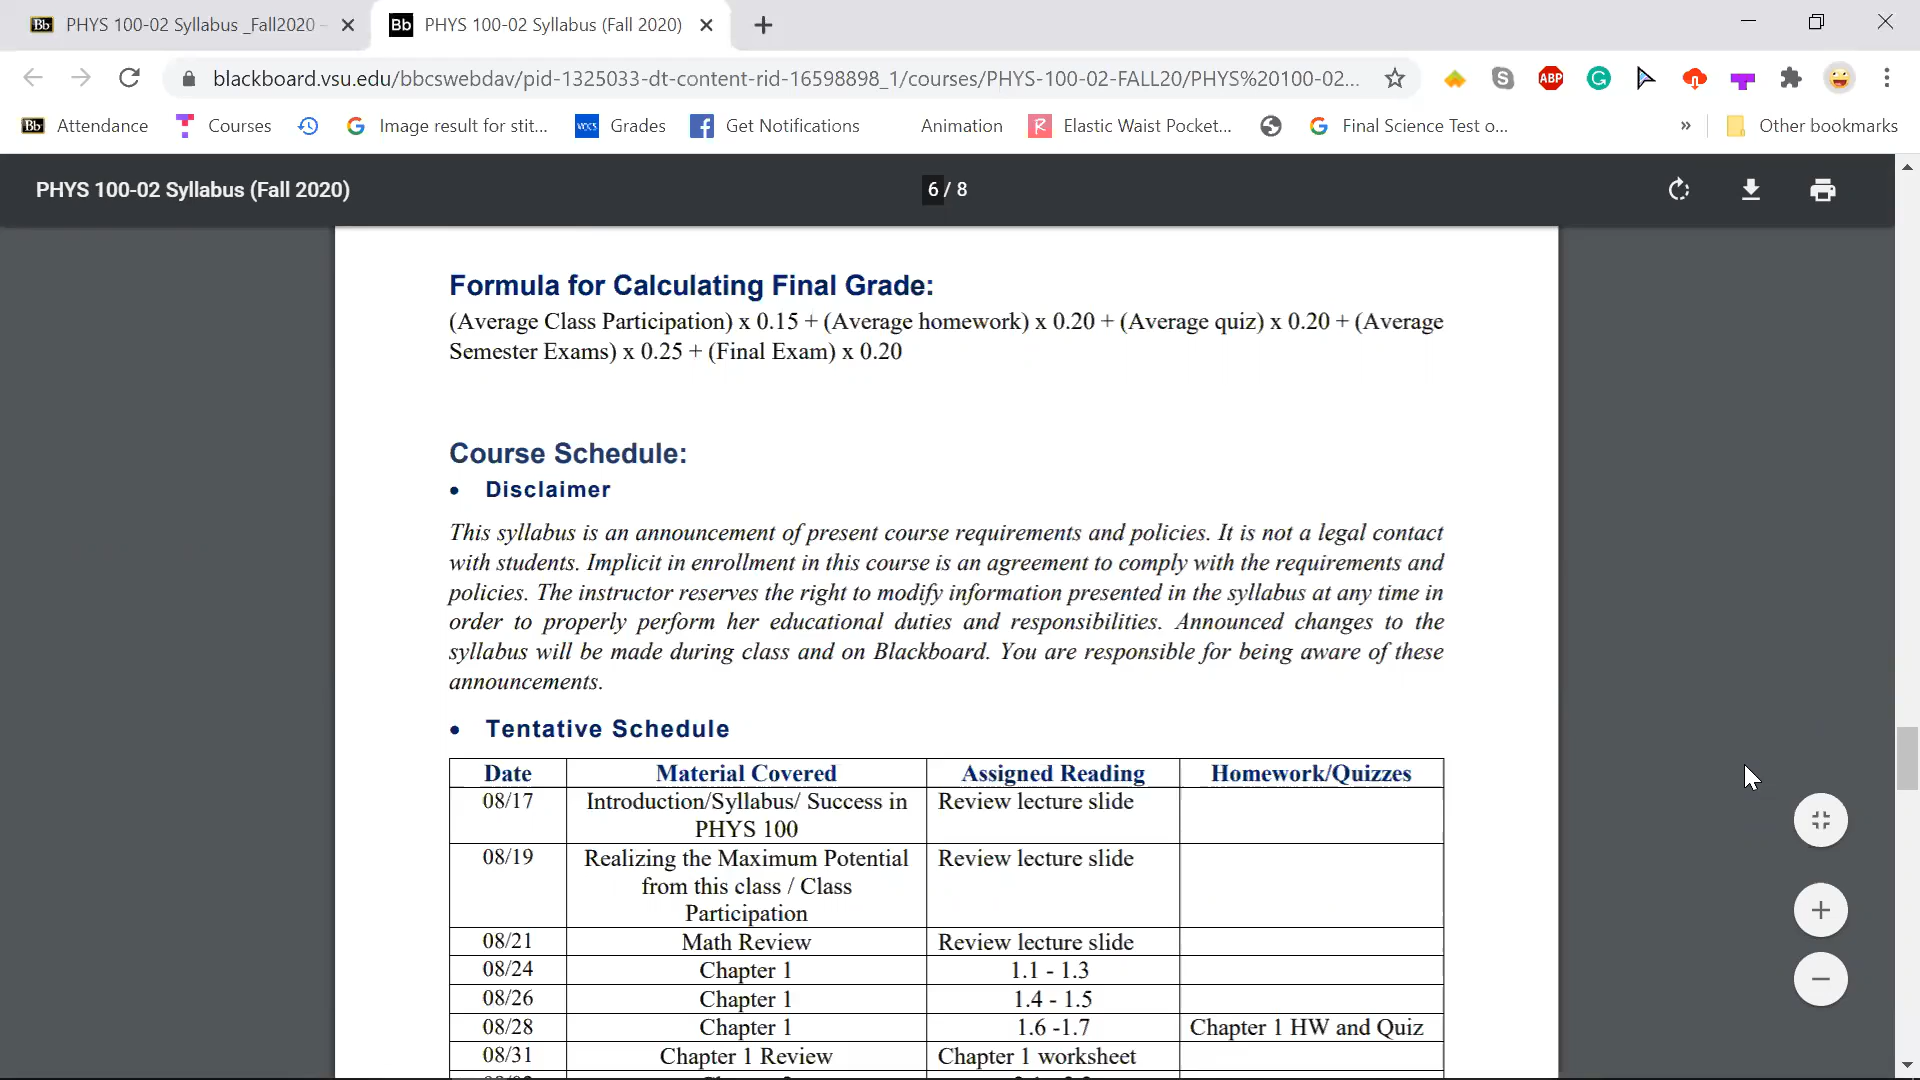 Bb PHYS 100-02 Syllabus _Fall2020 -
Bb PHYS 100-02 Syllabus (Fall 2020)
blackboard.vsu.edu/bbcswebdav/pid-1325033-dt-content-rid-16598898_1/courses/PHYS-100-02-FALL20/PHYS%20100-02...
ABP
Bb Attendance Courses Image result for stit... Grades Get Notifications Animation R Elastic Waist Pocket... Final Science Test o... » Other bookmarks
PHYS 100-02 Syllabus (Fall 2020) 6 / 8
Formula for Calculating Final Grade:
(Average Class Participation) x 0.15 + (Average homework) x 0.20 + (Average quiz) x 0.20 + (Average
Semester Exams) x 0.25 + (Final Exam) x 0.20
Course Schedule:
• Disclaimer
This syllabus is an announcement of present course requirements and policies. It is not a legal contact
with students. Implicit in enrollment in this course is an agreement to comply with the requirements and
policies. The instructor reserves the right to modify information presented in the syllabus at any time in
order to properly perform her educational duties and responsibilities. Announced changes to the
syllabus will be made during class and on Blackboard. You are responsible for being aware of these
announcements.
• Tentative Schedule
Date Material Covered Assigned Reading Homework/Quizzes
08/17 Introduction/Syllabus/ Success in Review lecture slide
PHYS 100
08/19 Realizing the Maximum Potential Review lecture slide
from this class / Class
Participation
08/21 Math Review Review lecture slide
08/24 Chapter 1 1.1 - 1.3
08/26 Chapter 1 1.4 - 1.5
08/28 Chapter 1 1.6 -1.7 Chapter 1 HW and Quiz
08/31 Chapter 1 Review Chapter 1 worksheet